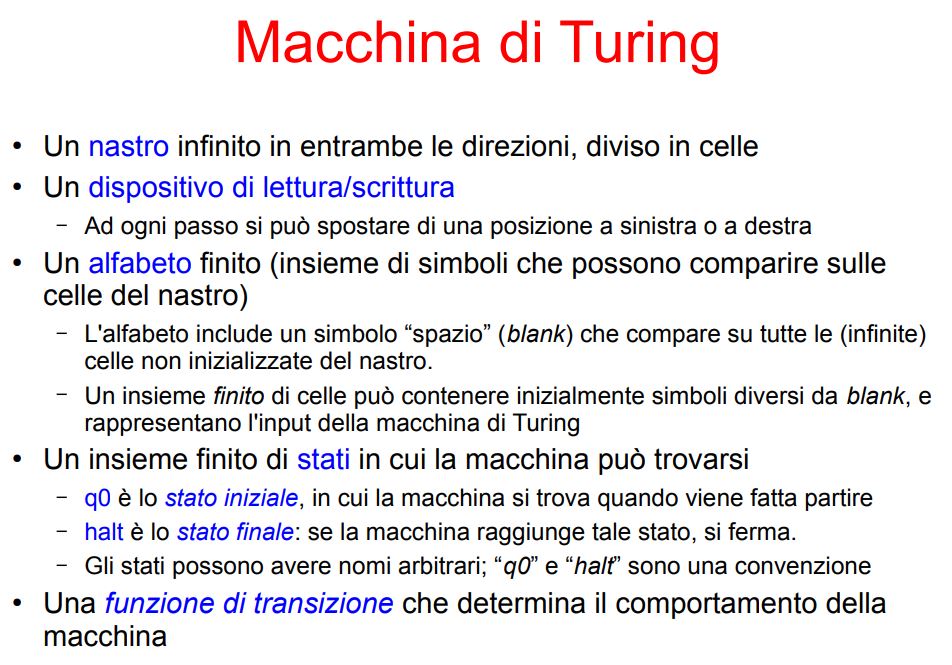 Macchina di Turing
• Un nastro infinito in entrambe le direzioni, diviso in celle
• Un dispositivo di lettura/scrittura
– Ad ogni passo si può spostare di una posizione a sinistra o a destra
• Un alfabeto finito (insieme di simboli che possono comparire sulle
celle del nastro)
– L'alfabeto include un simbolo “spazio” (blank) che compare su tutte le (infinite)
celle non inizializzate del nastro.
– Un insieme finito di celle può contenere inizialmente simboli diversi da blank, e
rappresentano l'input della macchina di Turing
• Un insieme finito di stati in cui la macchina può trovarsi
– q0 è lo stato iniziale, in cui la macchina si trova quando viene fatta partire
– halt è lo stato finale: se la macchina raggiunge tale stato, si ferma.
– Gli stati possono avere nomi arbitrari; “q0” e “halt” sono una convenzione
• Una funzione di transizione che determina il comportamento della
macchina